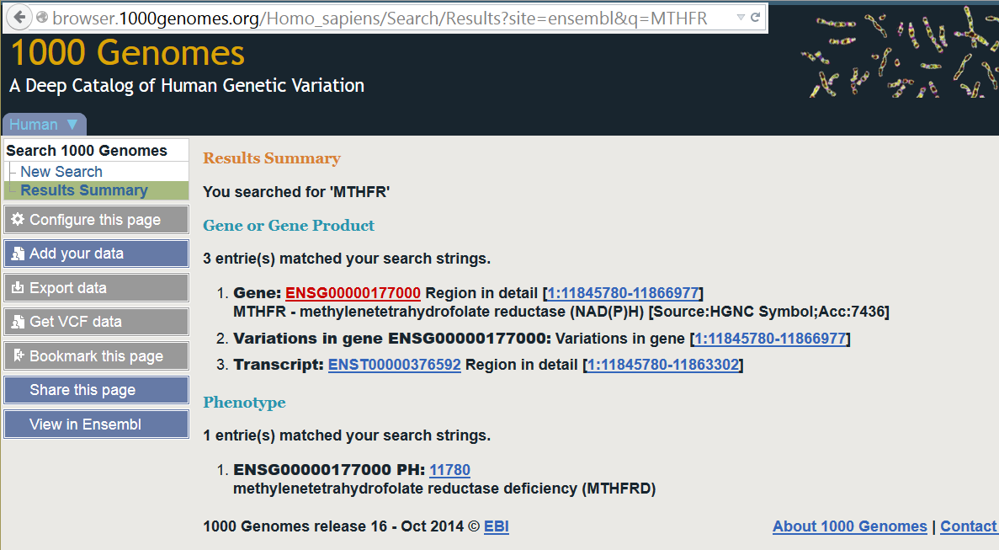 browser.1000genomes.org/Homo_sapiens/Search/Results?site=ensembl&q=MTHFR
1000 Genomes
A Deep Catalog of Human Genetic Variation
Human ▼
Search 1000 Genomes
New Search
Results Summary
Configure this page
Add your data
Export data
Get VCF data
Bookmark this page
Share this page
View in Ensembl
Results Summary
You searched for 'MTHFR'
Gene or Gene Product
3 entrie(s) matched your search strings.
1. Gene: ENSG00000177000 Region in detail [1:11845780-11866977]
MTHFR - methylenetetrahydrofolate reductase (NAD(P)H) [Source:HGNC Symbol;Acc:7436]
2. Variations in gene ENSG00000177000: Variations in gene [1:11845780-11866977]
3. Transcript: ENST00000376592 Region in detail [1:11845780-11863302]
Phenotype
1 entrie(s) matched your search strings.
1. ENSG00000177000 PH: 11780
methylenetetrahydrofolate reductase deficiency (MTHFRD)
1000 Genomes release 16 - Oct 2014 © EBI
About 1000 Genomes | Contact